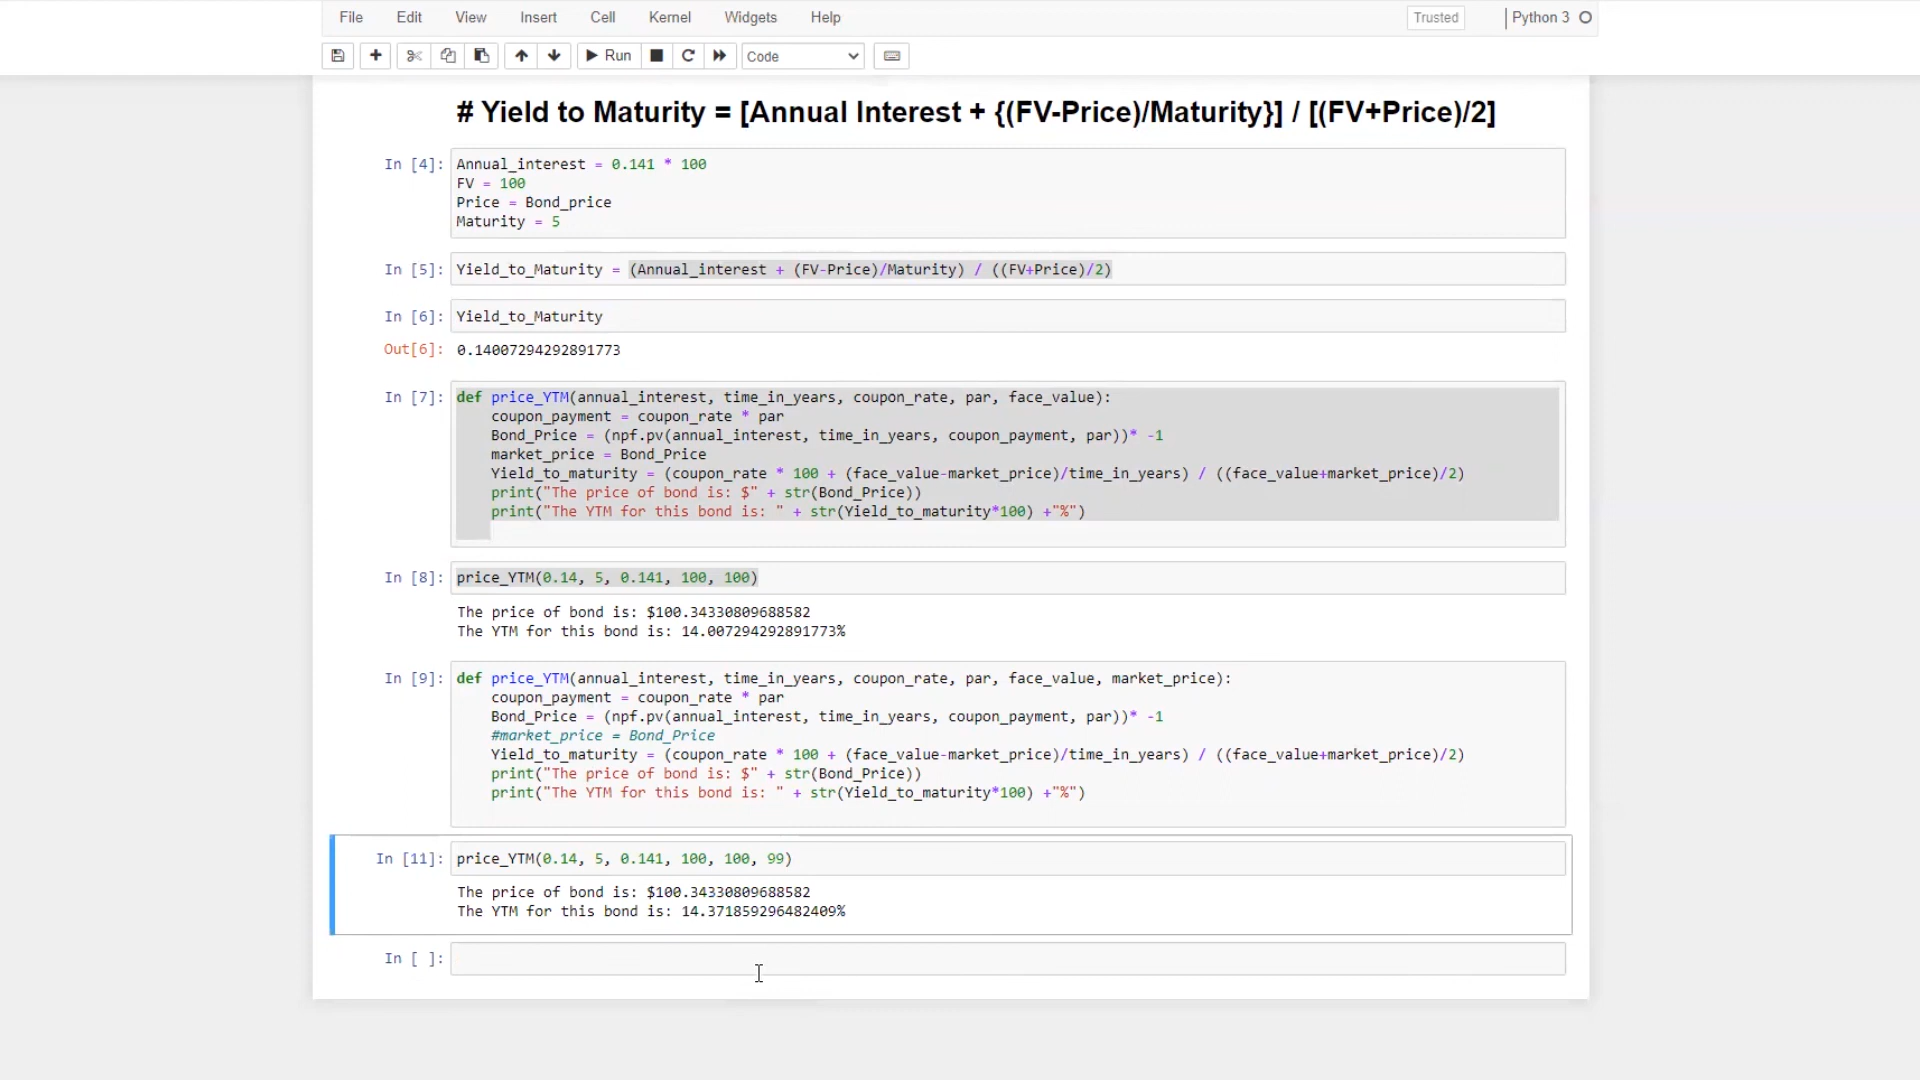 File Edit View Insert Cell Kernel Widgets Help Trusted Python 3
Run Code
# Yield to Maturity = [Annual Interest + {(FV-Price)/Maturity}] / [(FV+Price)/2]
In [4]: Annual_interest = 0.141 * 100
FV = 100
Price = Bond_price
Maturity = 5
In [5]: Yield_to_Maturity = (Annual_interest + (FV-Price)/Maturity) / ((FV+Price)/2)
In [6]: Yield_to_Maturity
Out[6]: 0.14007294292891773
In [7]: def price_YTM(annual_interest, time_in_years, coupon_rate, par, face_value):
coupon_payment = coupon_rate * par
Bond_Price = (npf.pv(annual_interest, time_in_years, coupon_payment, par))* -1
market_price = Bond_Price
Yield_to_maturity = (coupon_rate * 100 + (face_value-market_price)/time_in_years) / ((face_value+market_price)/2)
print("The price of bond is: $" + str(Bond_Price))
print("The YTM for this bond is: " + str(Yield_to_maturity*100) +"%")
In [8]: price_YTM(0.14, 5, 0.141, 100, 100)
The price of bond is: $100.34330809688582
The YTM for this bond is: 14.007294292891773%
In [9]: def price_YTM(annual_interest, time_in_years, coupon_rate, par, face_value, market_price):
coupon_payment = coupon_rate * par
Bond_Price = (npf.pv(annual_interest, time_in_years, coupon_payment, par))* -1
#market_price = Bond_Price
Yield_to_maturity = (coupon_rate * 100 + (face_value-market_price)/time_in_years) / ((face_value+market_price)/2)
print("The price of bond is: $" + str(Bond_Price))
print("The YTM for this bond is: " + str(Yield_to_maturity*100) +"%")
In [11]: price_YTM(0.14, 5, 0.141, 100, 100, 99)
The price of bond is: $100.34330809688582
The YTM for this bond is: 14.371859296482409%
In [ ]: